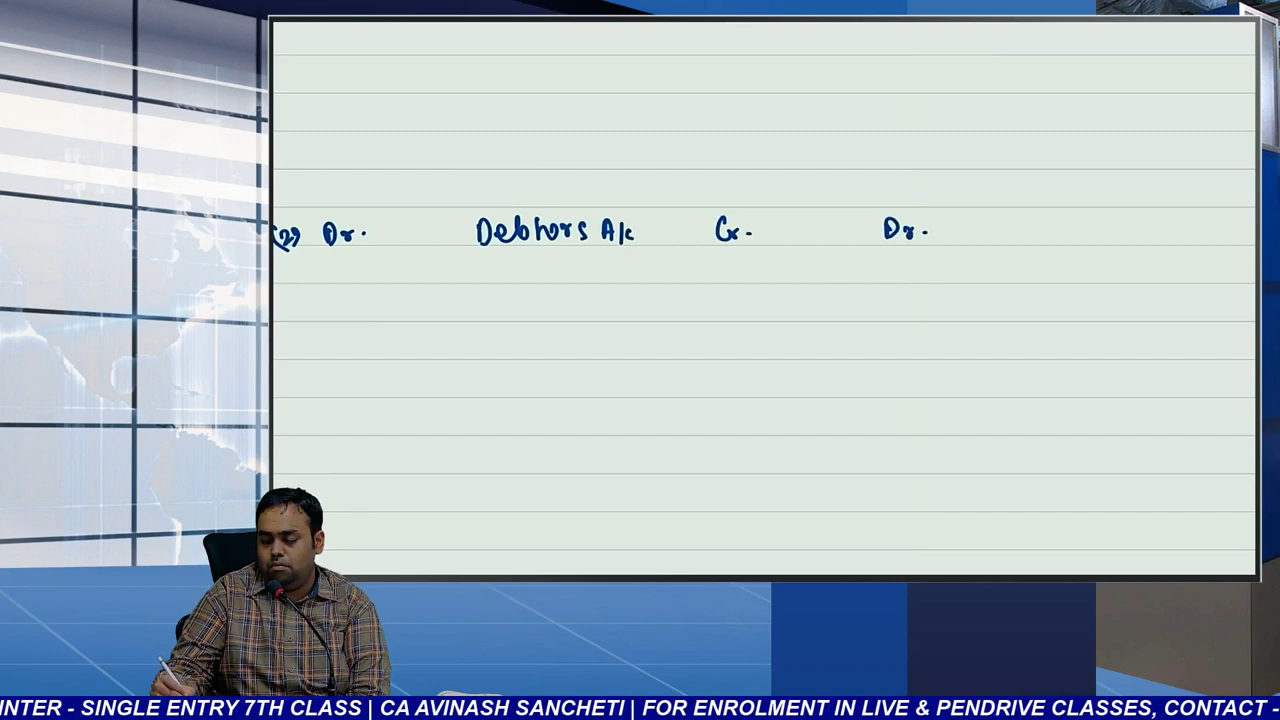 (2) Dr. Debtors A/c Cr. Dr.
INTER - SINGLE ENTRY 7TH CLASS | CA AVINASH SANCHETI | FOR ENROLMENT IN LIVE & PENDRIVE CLASSES, CONTACT -